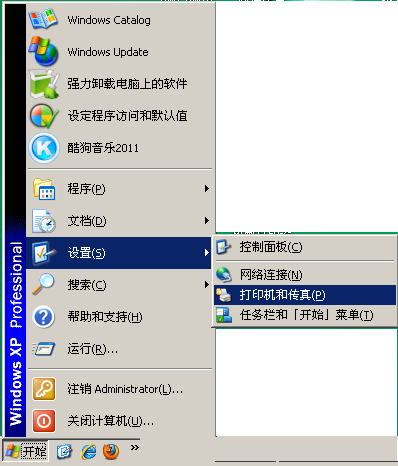 Windows Catalog
Windows Update
强力卸载电脑上的软件
设定程序访问和默认值
酷狗音乐2011
程序(P)
文档(D)
设置(S)
搜索(C)
帮助和支持(H)
运行(R)...
注销 Administrator(L)...
关闭计算机(U)...
控制面板(C)
网络连接(N)
打印机和传真(P)
任务栏和「开始」菜单(T)
Windows XP Professional
开始